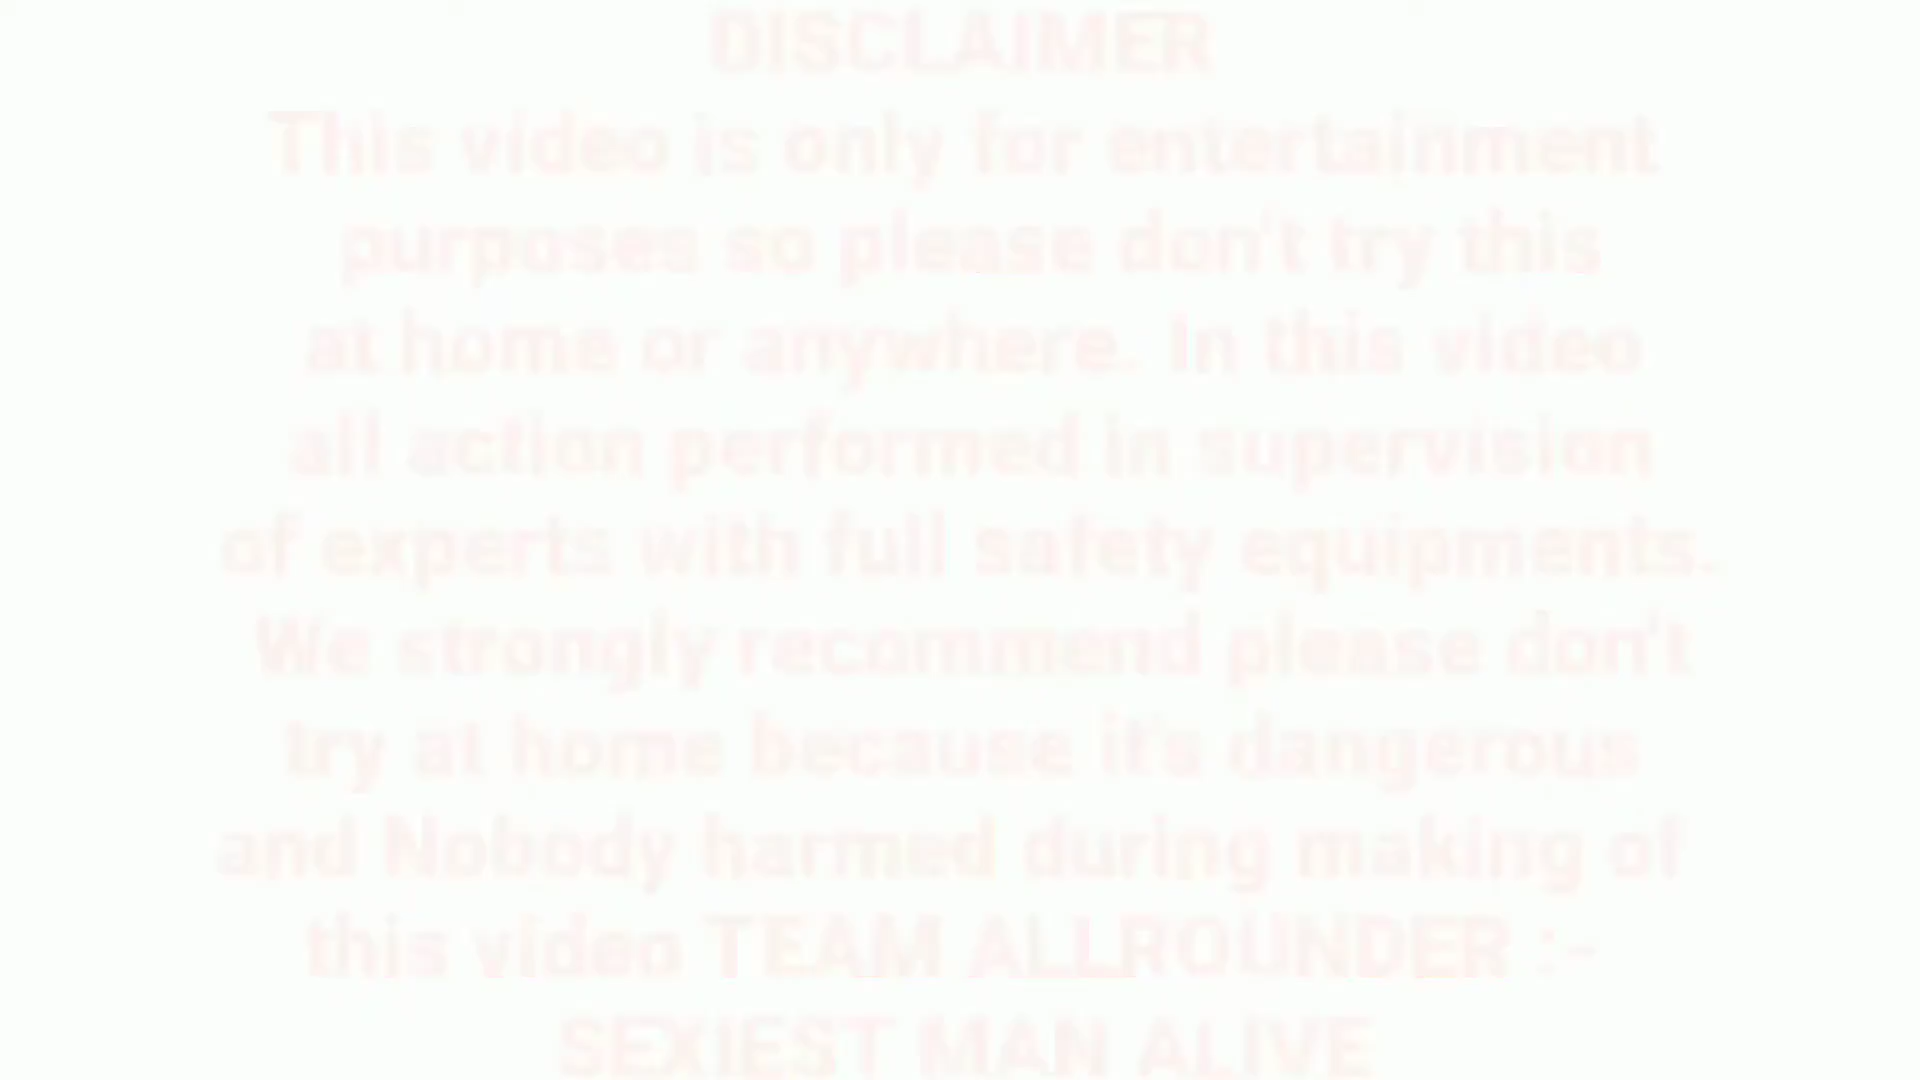 DISCLAIMER
This video is only for entertainment
purposes so please don't try this
at home or anywhere. In this video
all action performed in supervision
of experts with full safety equipments.
We strongly recommend please don't
try at home because it's dangerous
and Nobody harmed during making of
this video TEAM ALLROUNDER :-
SEXIEST MAN ALIVE